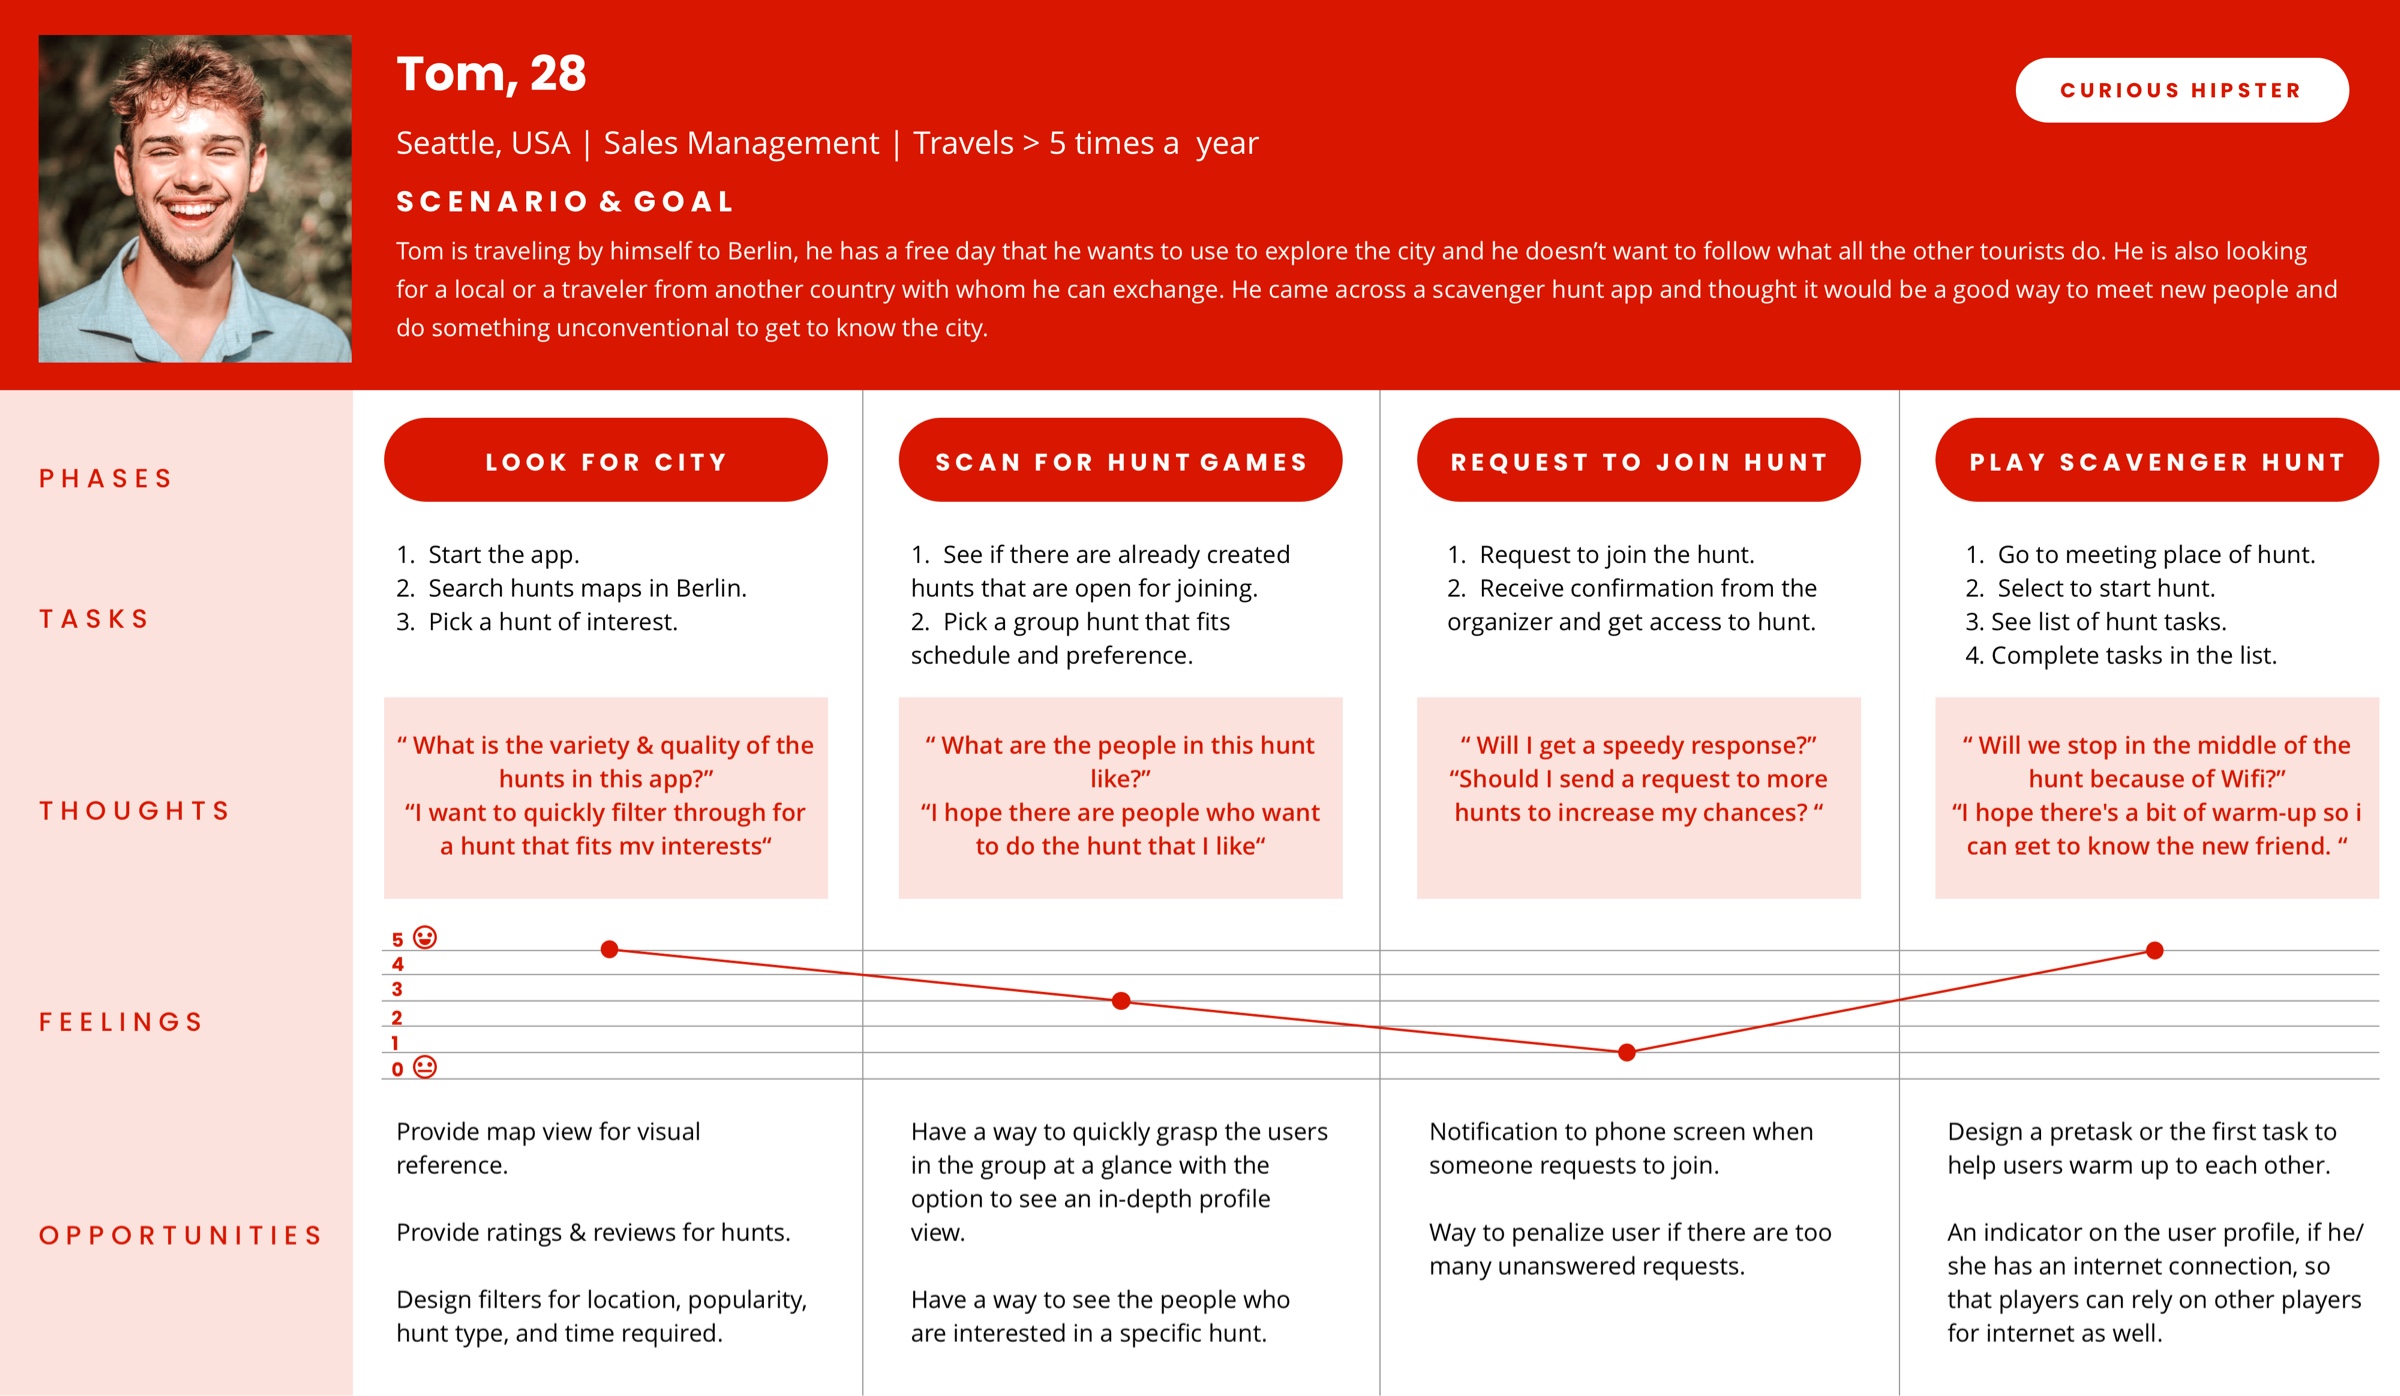 Tom, 28
CURIOUS HIPSTER
Seattle, USA | Sales Management | Travels > 5 times a  year
SCENARIO & GOAL
Tom is traveling by himself to Berlin, he has a free day that he wants to use to explore the city and he doesn’t want to follow what all the other tourists do. He is also looking
for a local or a traveler from another country with whom he can exchange. He came across a scavenger hunt app and thought it would be a good way to meet new people and
do something unconventional to get to know the city.
PHASES
LOOK FOR CITY
SCAN FOR HUNT GAMES
REQUEST TO JOIN HUNT
PLAY SCAVENGER HUNT
TASKS
1.  Start the app.
2.  Search hunts maps in Berlin.
3.  Pick a hunt of interest.
1.  See if there are already created
hunts that are open for joining.
2.  Pick a group hunt that fits
schedule and preference.
1.  Request to join the hunt.
2.  Receive confirmation from the
organizer and get access to hunt.
1.  Go to meeting place of hunt.
2.  Select to start hunt.
3. See list of hunt tasks.
4. Complete tasks in the list.
THOUGHTS
“ What is the variety & quality of the
hunts in this app?”
“I want to quickly filter through for
a hunt that fits my interests“
“ What are the people in this hunt
like?”
“I hope there are people who want
to do the hunt that I like“
“ Will I get a speedy response?”
“Should I send a request to more
hunts to increase my chances? “
“ Will we stop in the middle of the
hunt because of Wifi?”
“I hope there's a bit of warm-up so i
can get to know the new friend. “
FEELINGS
5
4
3
2
1
0
OPPORTUNITIES
Provide map view for visual
reference.
Provide ratings & reviews for hunts.
Design filters for location, popularity,
hunt type, and time required.
Have a way to quickly grasp the users
in the group at a glance with the
option to see an in-depth profile
view.
Have a way to see the people who
are interested in a specific hunt.
Notification to phone screen when
someone requests to join.
Way to penalize user if there are too
many unanswered requests.
Design a pretask or the first task to
help users warm up to each other.
An indicator on the user profile, if he/
she has an internet connection, so
that players can rely on other players
for internet as well.